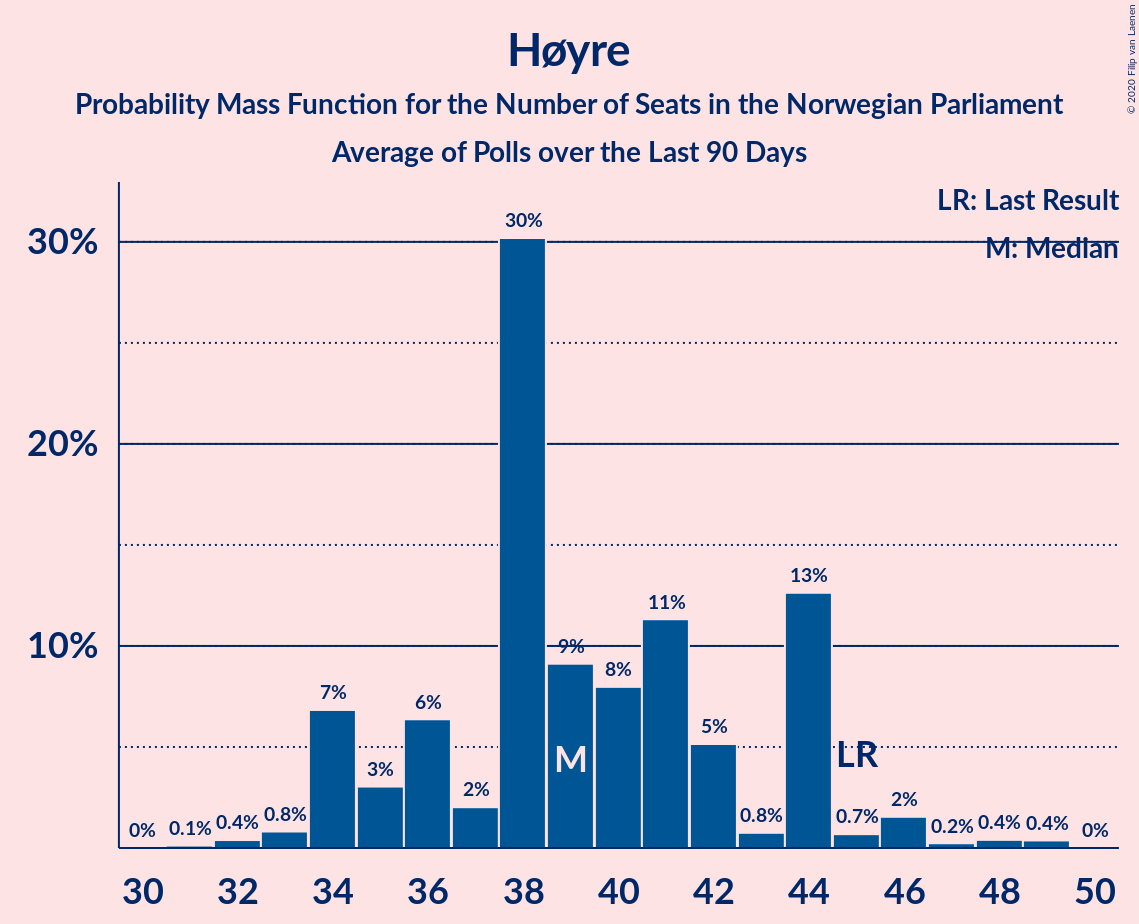 Høyre
Probability Mass Function for the Number of Seats in the Norwegian Parliament
Average of Polls over the Last 90 Days
© 2020 Filip van Laenen
LR: Last Result
M: Median
30%
20%
10%
0%
0.1%
0.4%
0.8%
7%
3%
6%
2%
30%
9%
8%
11%
5%
0.8%
13%
0.7%
2%
0.2%
0.4%
0.4%
0%
M
LR
30 32 34 36 38 40 42 44 46 48 50